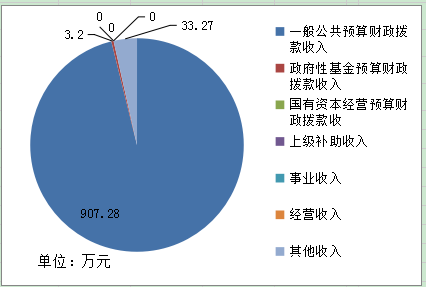 0
0
0
3.2
33.27
907.28
单位：万元
一般公共预算财政拨
款收入
政府性基金预算财政
拨款收入
国有资本经营预算财
政拨款收
上级补助收入
事业收入
经营收入
其他收入